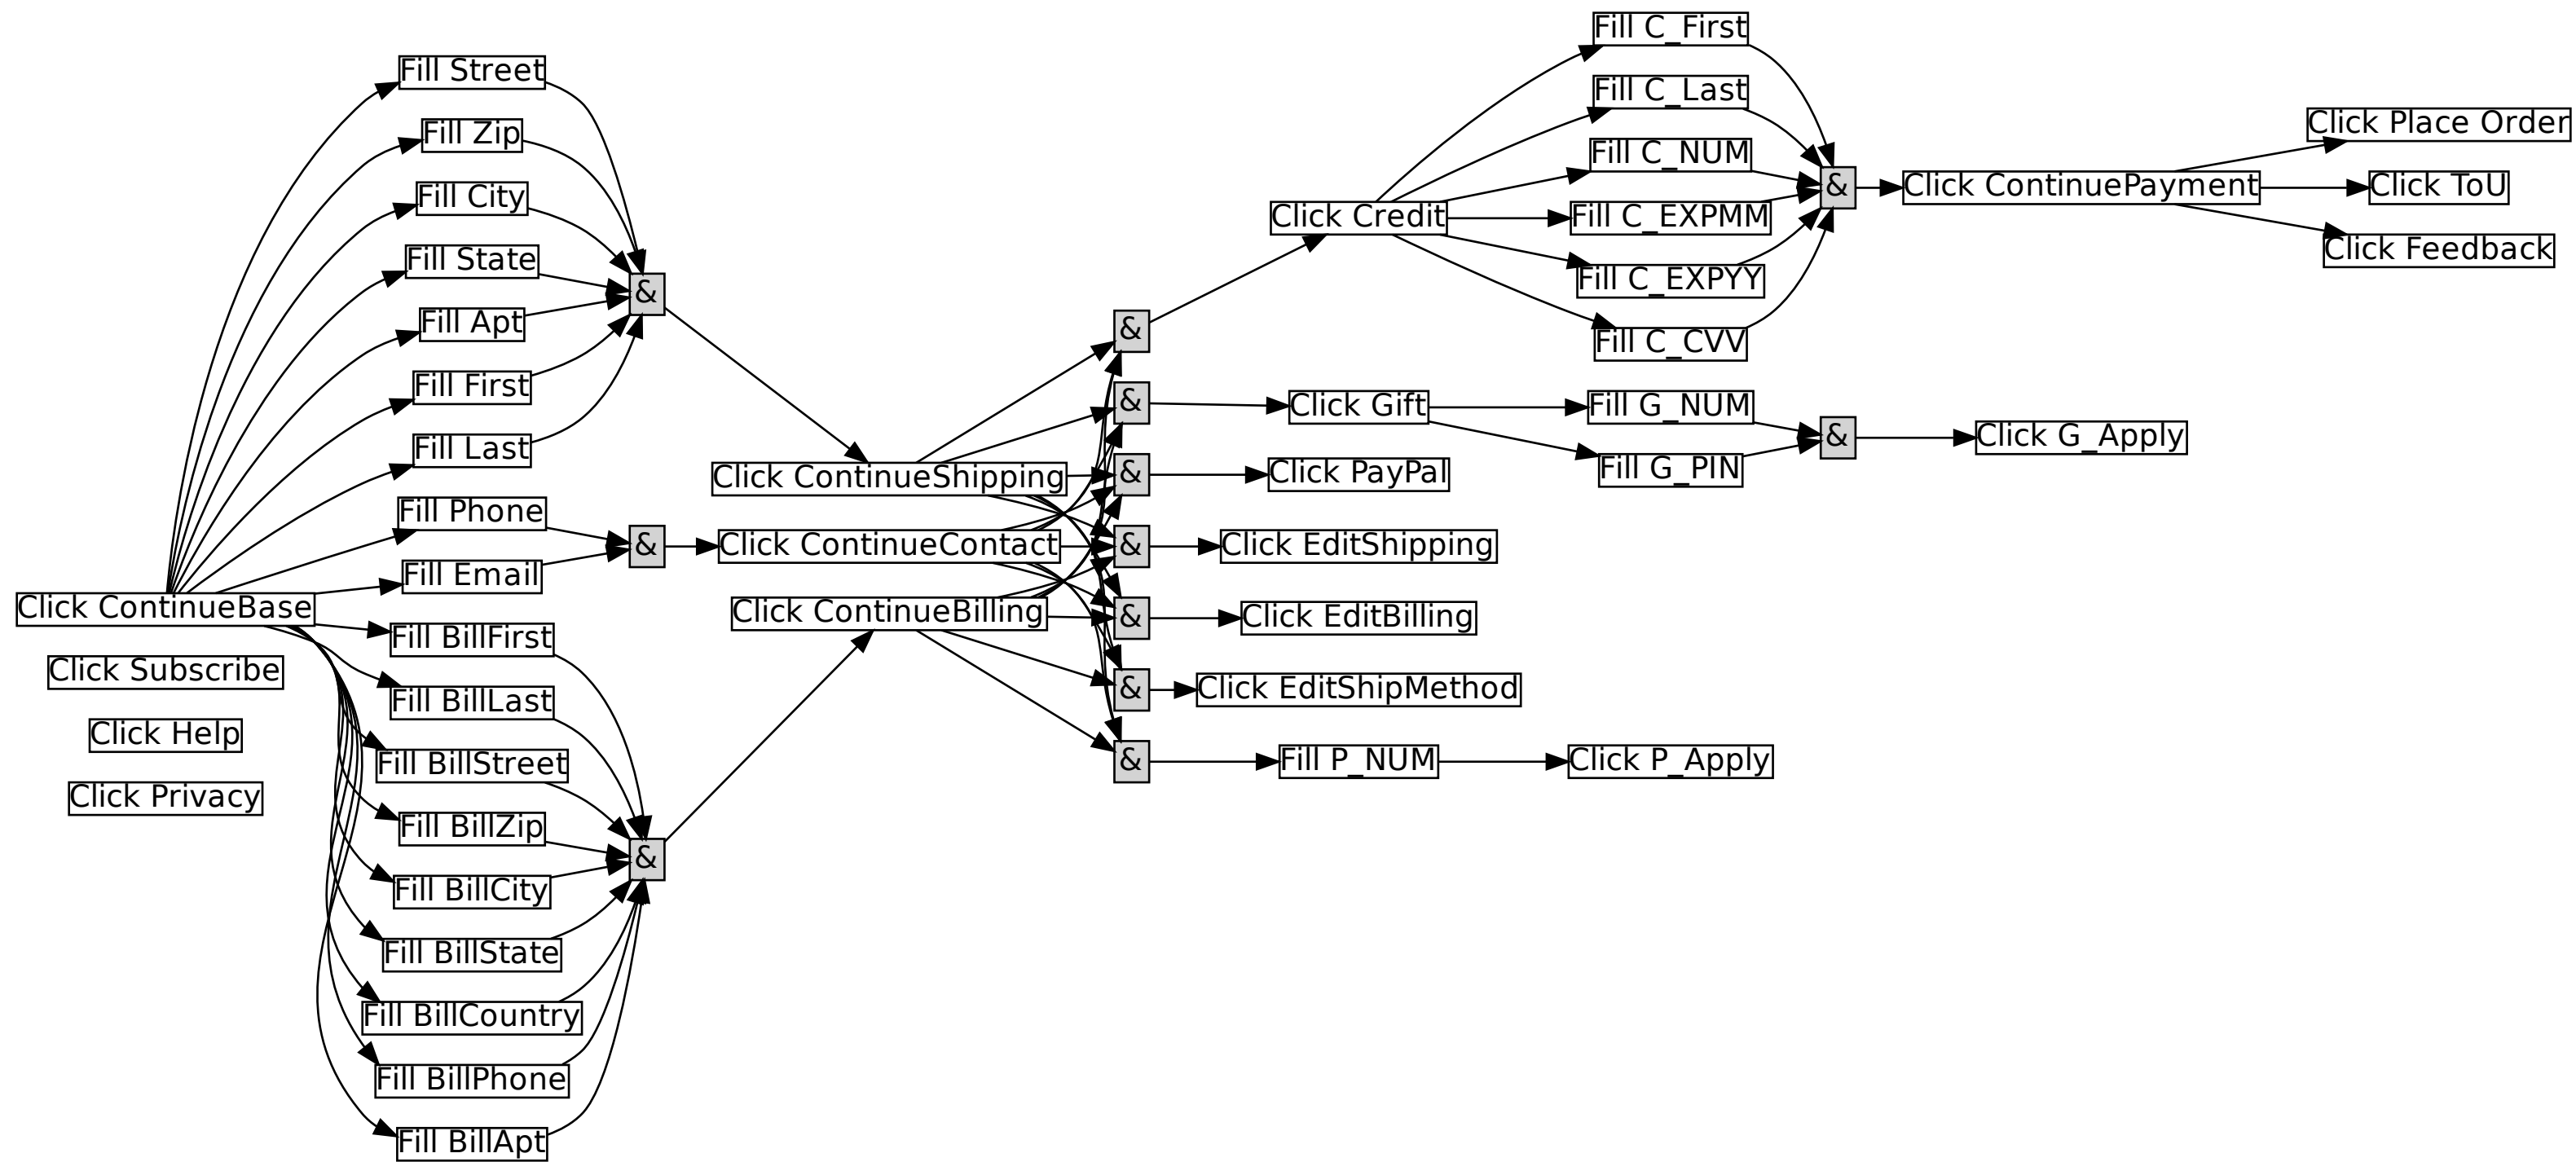 Click ContinueBase
Click Subscribe
Click Help
Click Privacy
Fill Street
Fill Zip
Fill City
Fill State
Fill Apt
Fill First
Fill Last
Fill Phone
Fill Email
Fill BillFirst
Fill BillLast
Fill BillStreet
Fill BillZip
Fill BillCity
Fill BillState
Fill BillCountry
Fill BillPhone
Fill BillApt
&
&
&
Click ContinueShipping
Click ContinueContact
Click ContinueBilling
&
&
&
&
&
&
&
Click Credit
Click Gift
Click PayPal
Click EditShipping
Click EditBilling
Click EditShipMethod
Fill P_NUM
Fill C_First
Fill C_Last
Fill C_NUM
Fill C_EXPMM
Fill C_EXPYY
Fill C_CVV
Fill G_NUM
Fill G_PIN
Click P_Apply
&
&
Click ContinuePayment
Click G_Apply
Click Place Order
Click ToU
Click Feedback